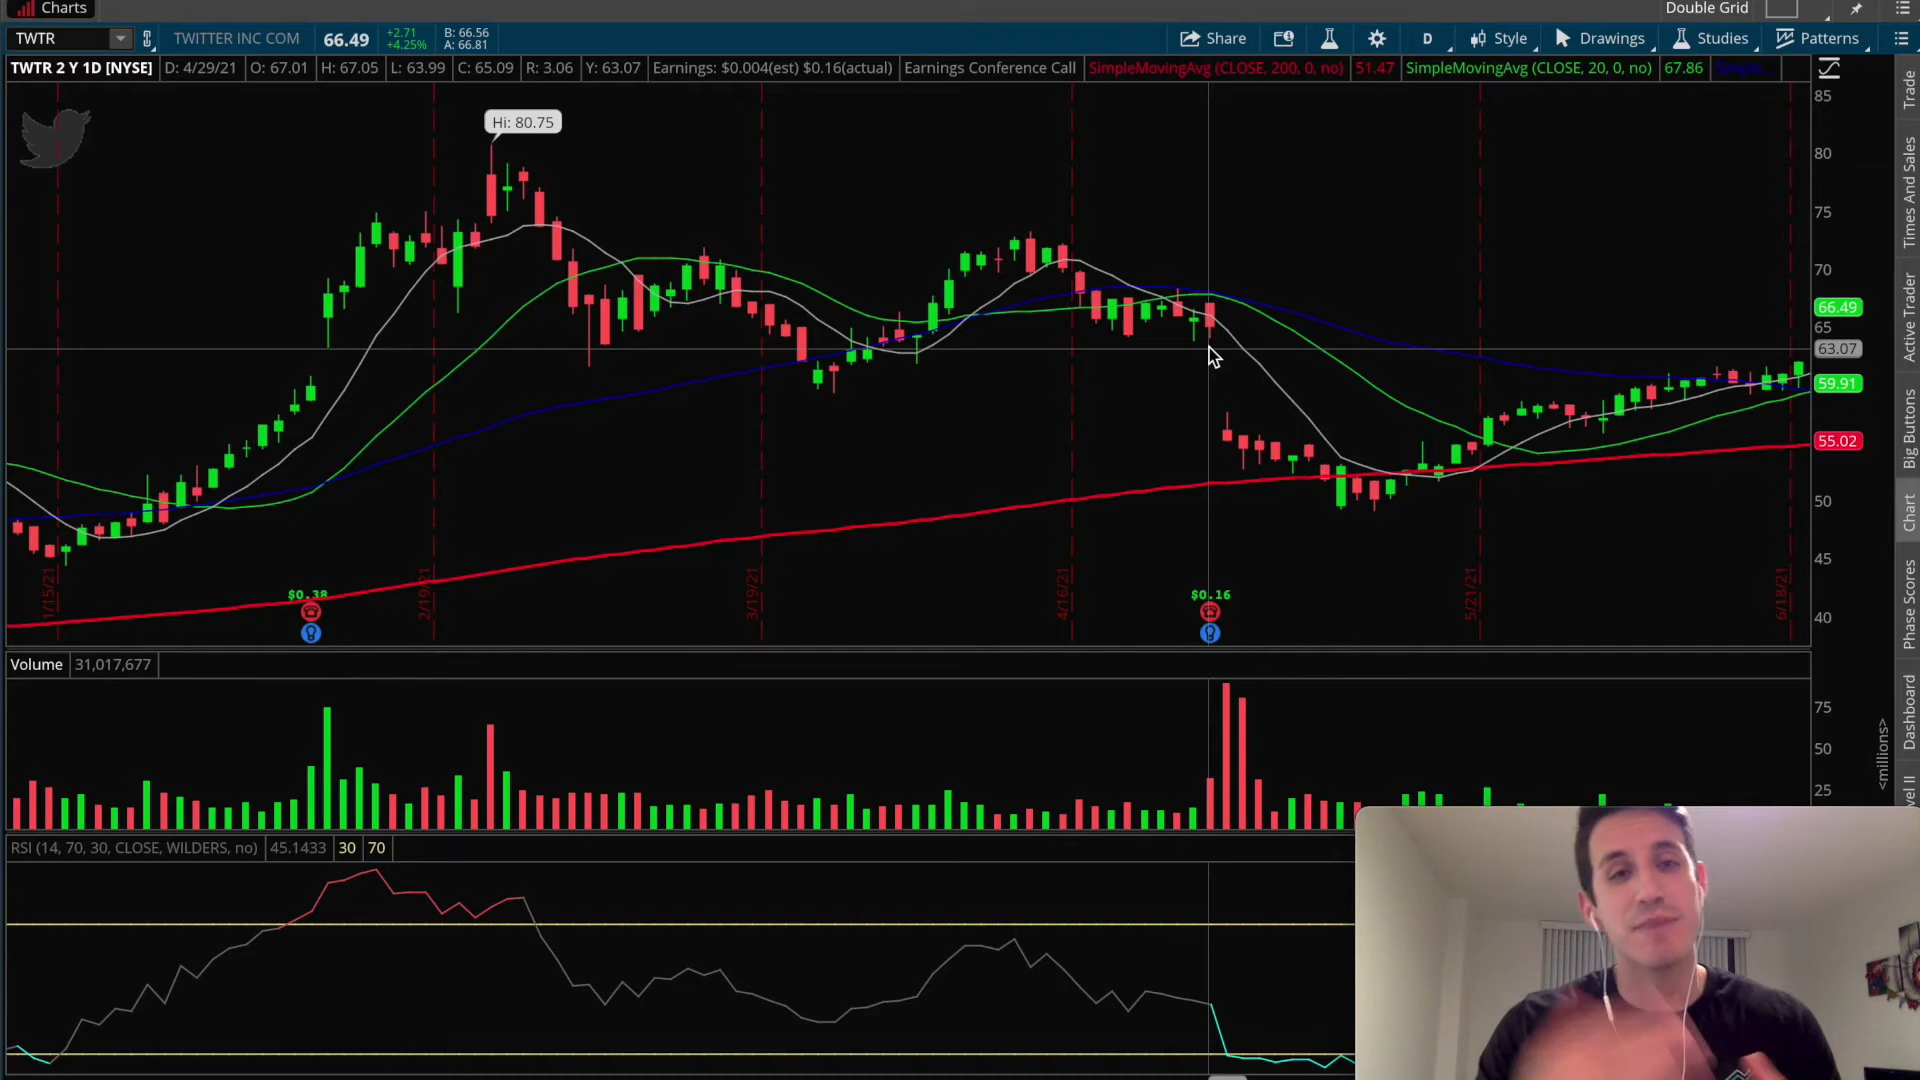 Charts
Double Grid
TWTR
TWITTER INC COM
66.49
+2.71
+4.25%
B: 66.56
A: 66.81
Share
D
Style
Drawings
Studies
Patterns
TWTR 2 Y 1D [NYSE]
D: 4/29/21
O: 67.01
H: 67.05
L: 63.99
C: 65.09
R: 3.06
Y: 63.07
Earnings: $0.004(est) $0.16(actual)
Earnings Conference Call
SimpleMovingAvg (CLOSE, 200, 0, no)
51.47
SimpleMovingAvg (CLOSE, 20, 0, no)
67.86
Hi: 80.75
85
80
75
70
66.49
65
63.07
59.91
55.02
50
45
40
1/15/21
2/19/21
3/19/21
4/16/21
5/21/21
6/18/21
$0.38
$0.16
Volume
31,017,677
75
50
25
<millions>
RSI (14, 70, 30, CLOSE, WILDERS, no)
45.1433
30
70
Trade
Times And Sales
Active Trader
Big Buttons
Chart
Phase Scores
Dashboard